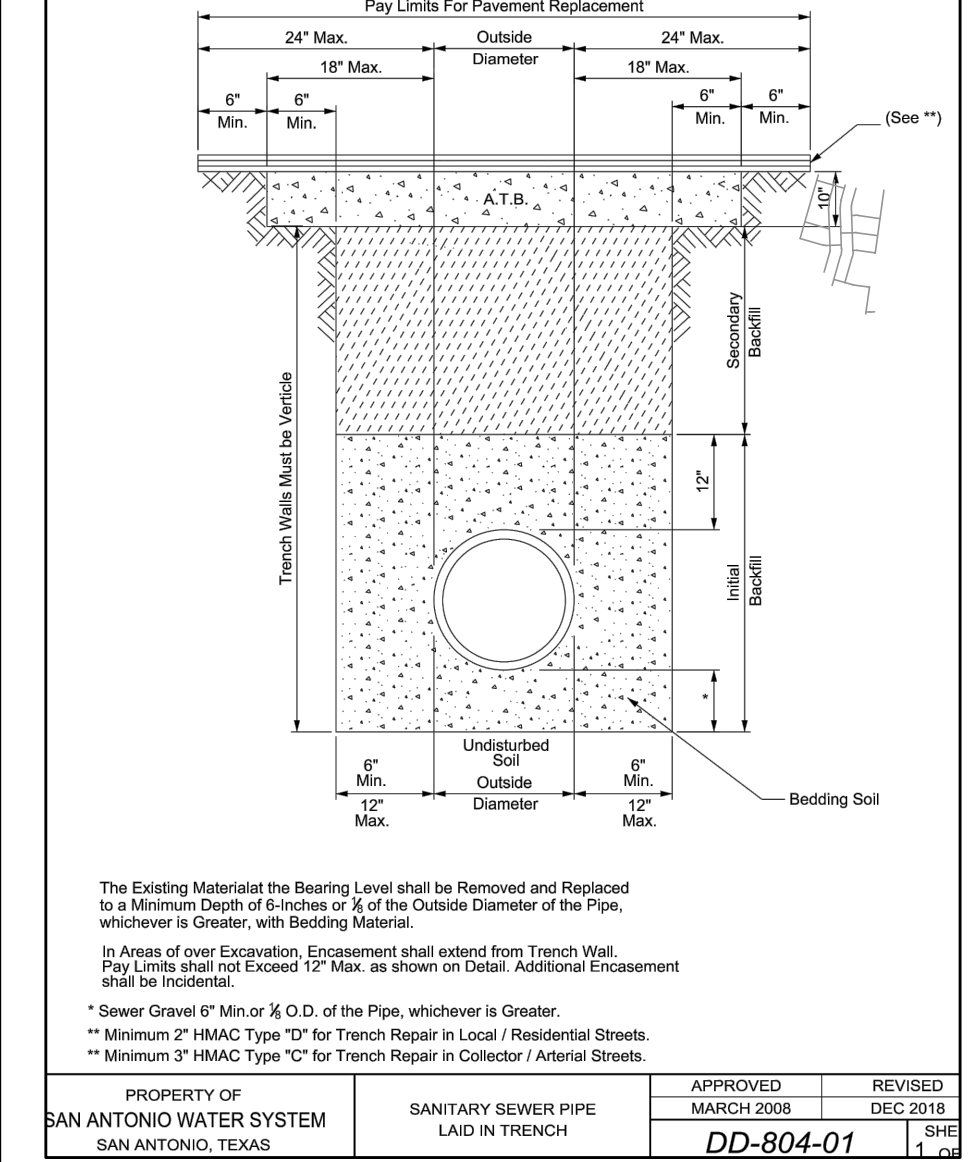 Pay Limits For Pavement Replacement
24" Max.
Outside
Diameter
24" Max.
18" Max.
18" Max.
6"
Min.
6"
Min.
6"
Min.
6"
Min.
(See **)
A.T.B.
10"
Secondary
Backfill
Trench Walls Must be Verticle
12"
Initial
Backfill
*
Undisturbed
Soil
6"
Min.
12"
Max.
Outside
Diameter
6"
Min.
12"
Max.
Bedding Soil
The Existing Materialat the Bearing Level shall be Removed and Replaced
to a Minimum Depth of 6-Inches or ⅛ of the Outside Diameter of the Pipe,
whichever is Greater, with Bedding Material.
In Areas of over Excavation, Encasement shall extend from Trench Wall.
Pay Limits shall not Exceed 12" Max. as shown on Detail. Additional Encasement
shall be Incidental.
* Sewer Gravel 6" Min.or ⅛ O.D. of the Pipe, whichever is Greater.
** Minimum 2" HMAC Type "D" for Trench Repair in Local / Residential Streets.
** Minimum 3" HMAC Type "C" for Trench Repair in Collector / Arterial Streets.
PROPERTY OF
SAN ANTONIO WATER SYSTEM
SAN ANTONIO, TEXAS
SANITARY SEWER PIPE
LAID IN TRENCH
APPROVED
MARCH 2008
REVISED
DEC 2018
DD-804-01
SHE
1 OF